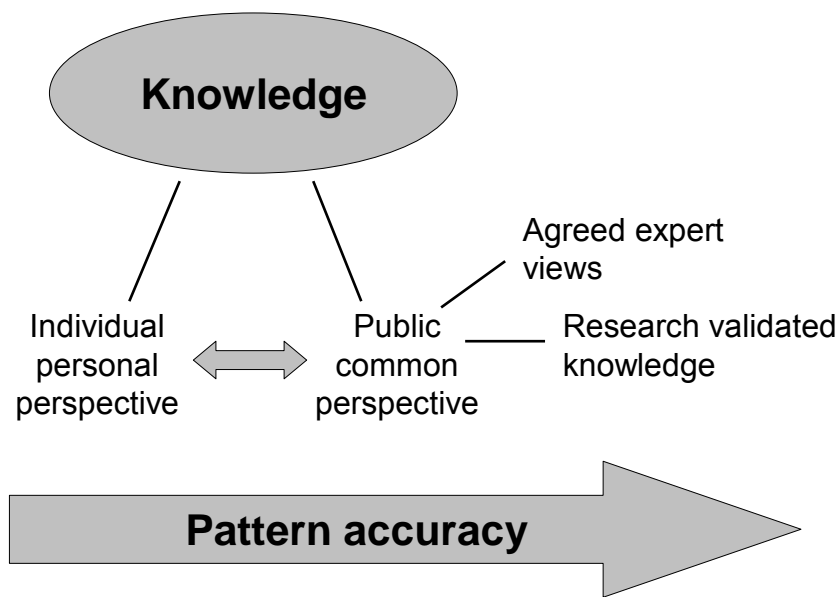 Knowledge
Agreed expert
views
Individual
personal
perspective
Public
common
perspective
Research validated
knowledge
Pattern accuracy